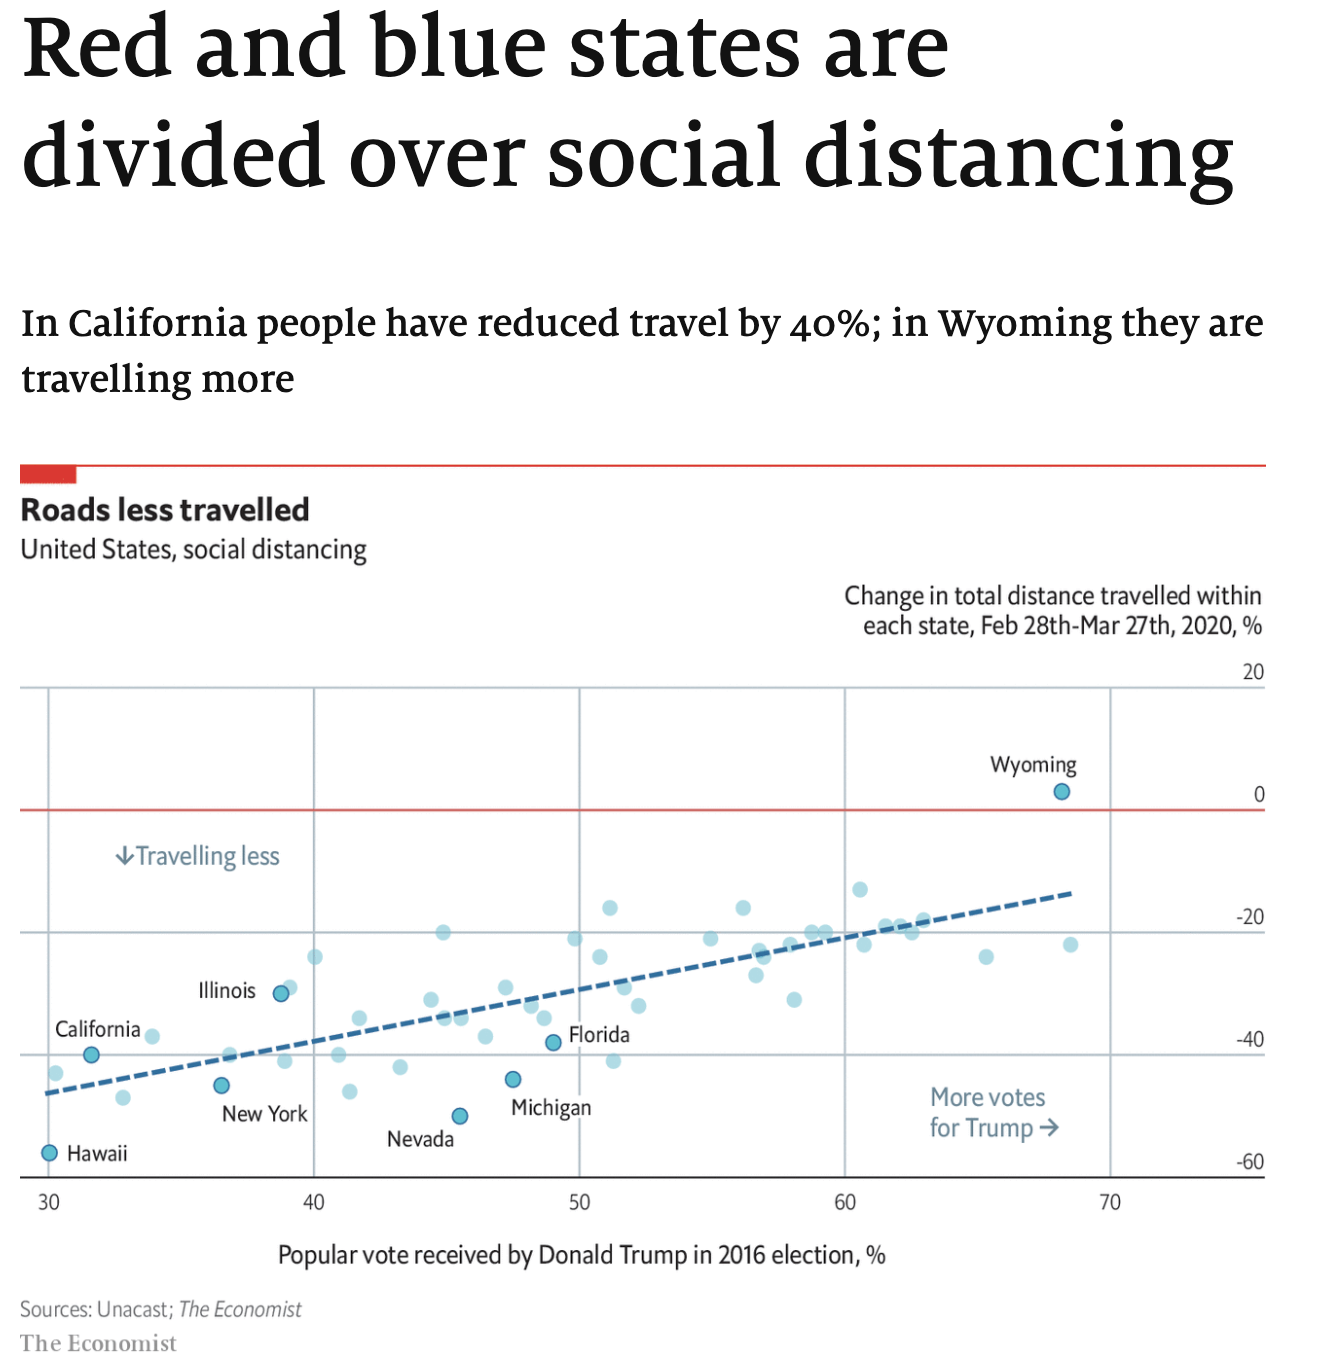 Red and blue states are
divided over social distancing
In California people have reduced travel by 40%; in Wyoming they are
travelling more
Roads less travelled
United States, social distancing
Change in total distance travelled within
each state, Feb 28th-Mar 27th, 2020, %
20
Wyoming
0
↓Travelling less
-20
Illinois
California
Florida
-40
New York
Michigan
More votes
for Trump →
Nevada
Hawaii
-60
30 40 50 60 70
Popular vote received by Donald Trump in 2016 election, %
Sources: Unacast; The Economist
The Economist